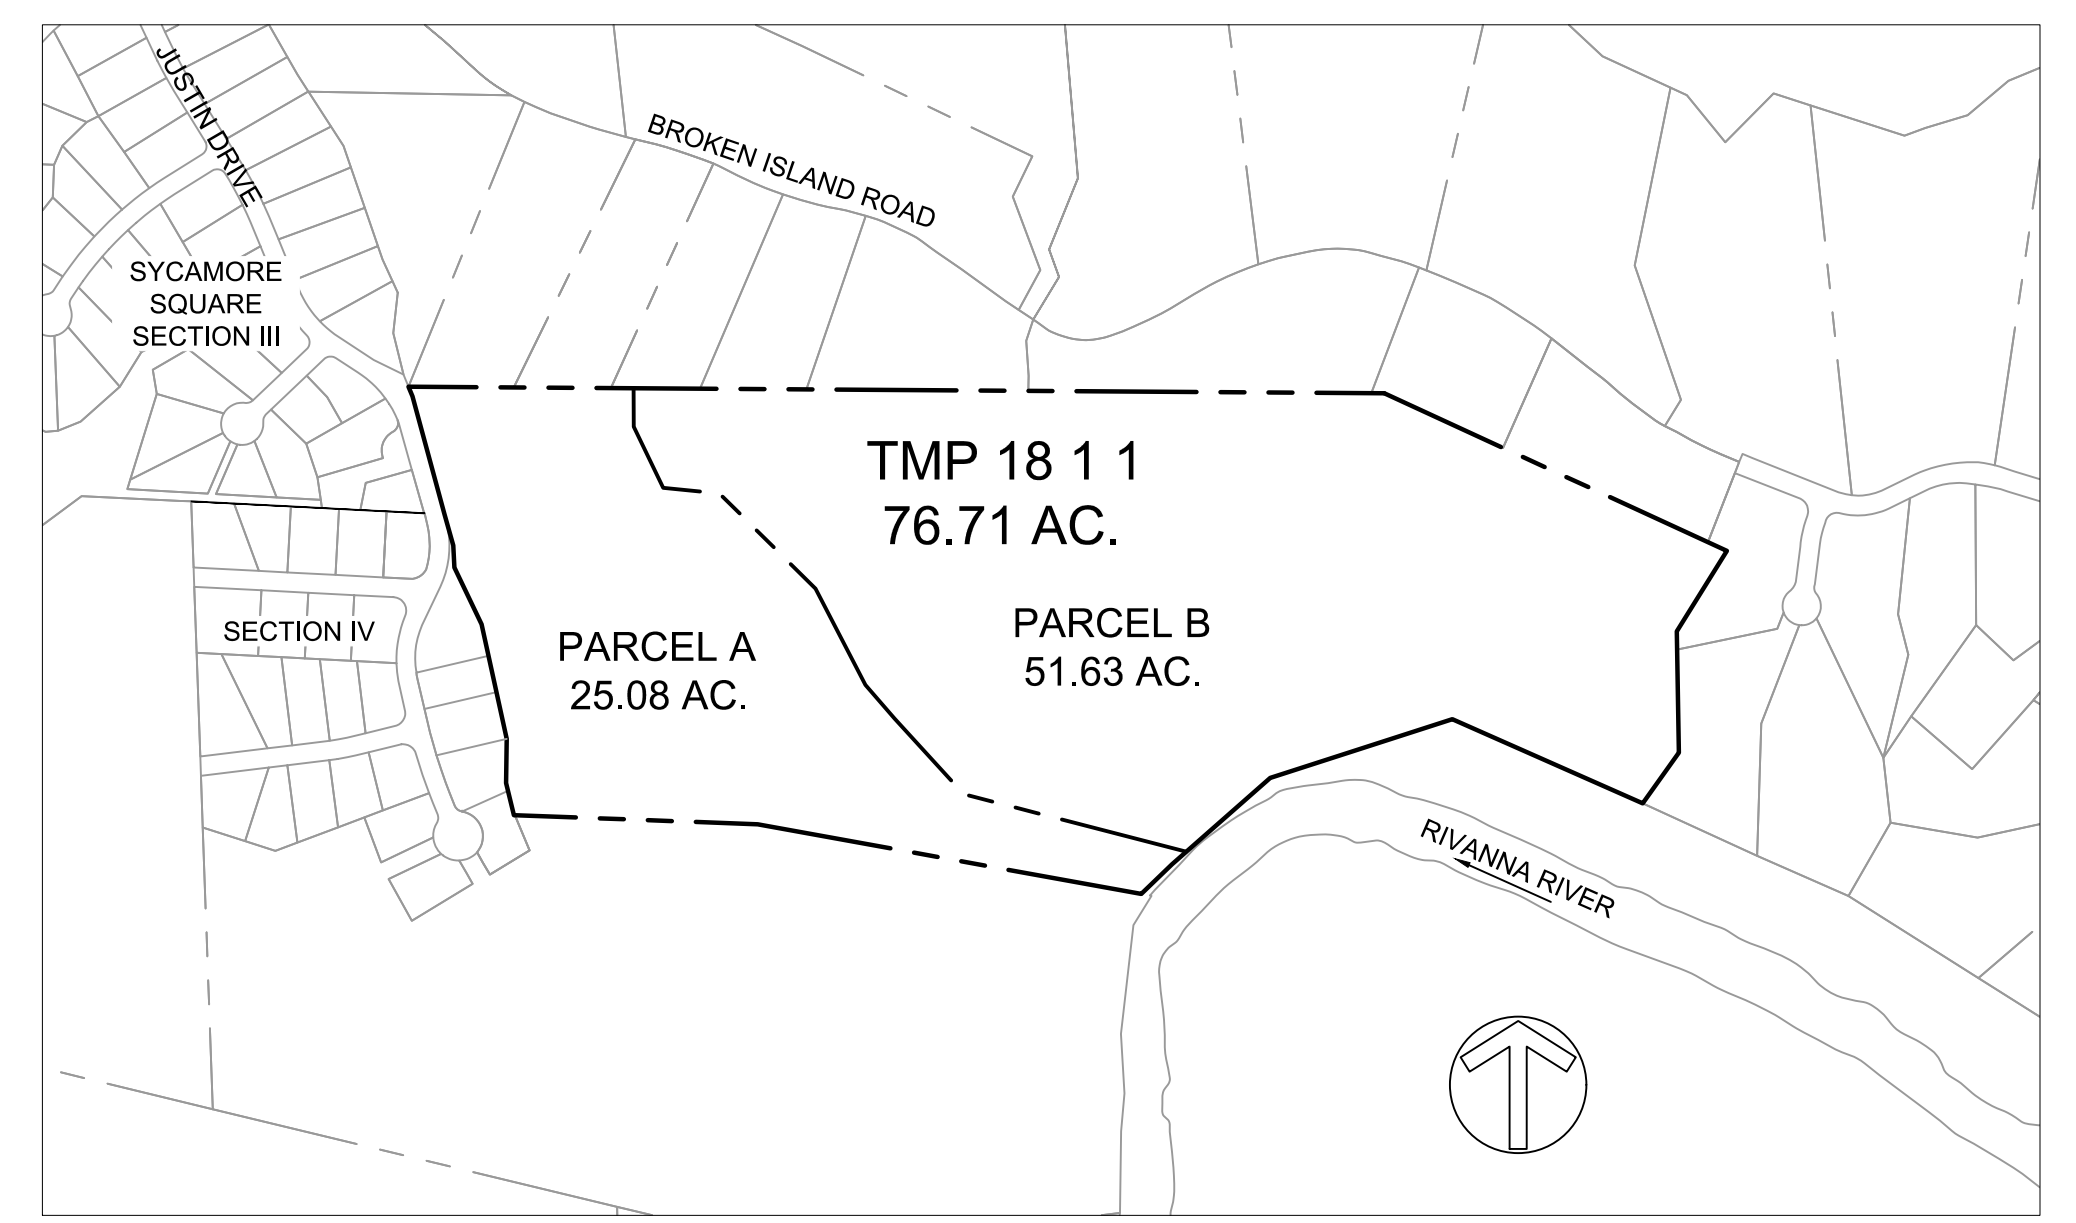 JUSTIN DRIVE
BROKEN ISLAND ROAD
SYCAMORE
SQUARE
SECTION III
TMP 18 1 1
76.71 AC.
PARCEL B
51.63 AC.
SECTION IV
PARCEL A
25.08 AC.
RIVANNA RIVER